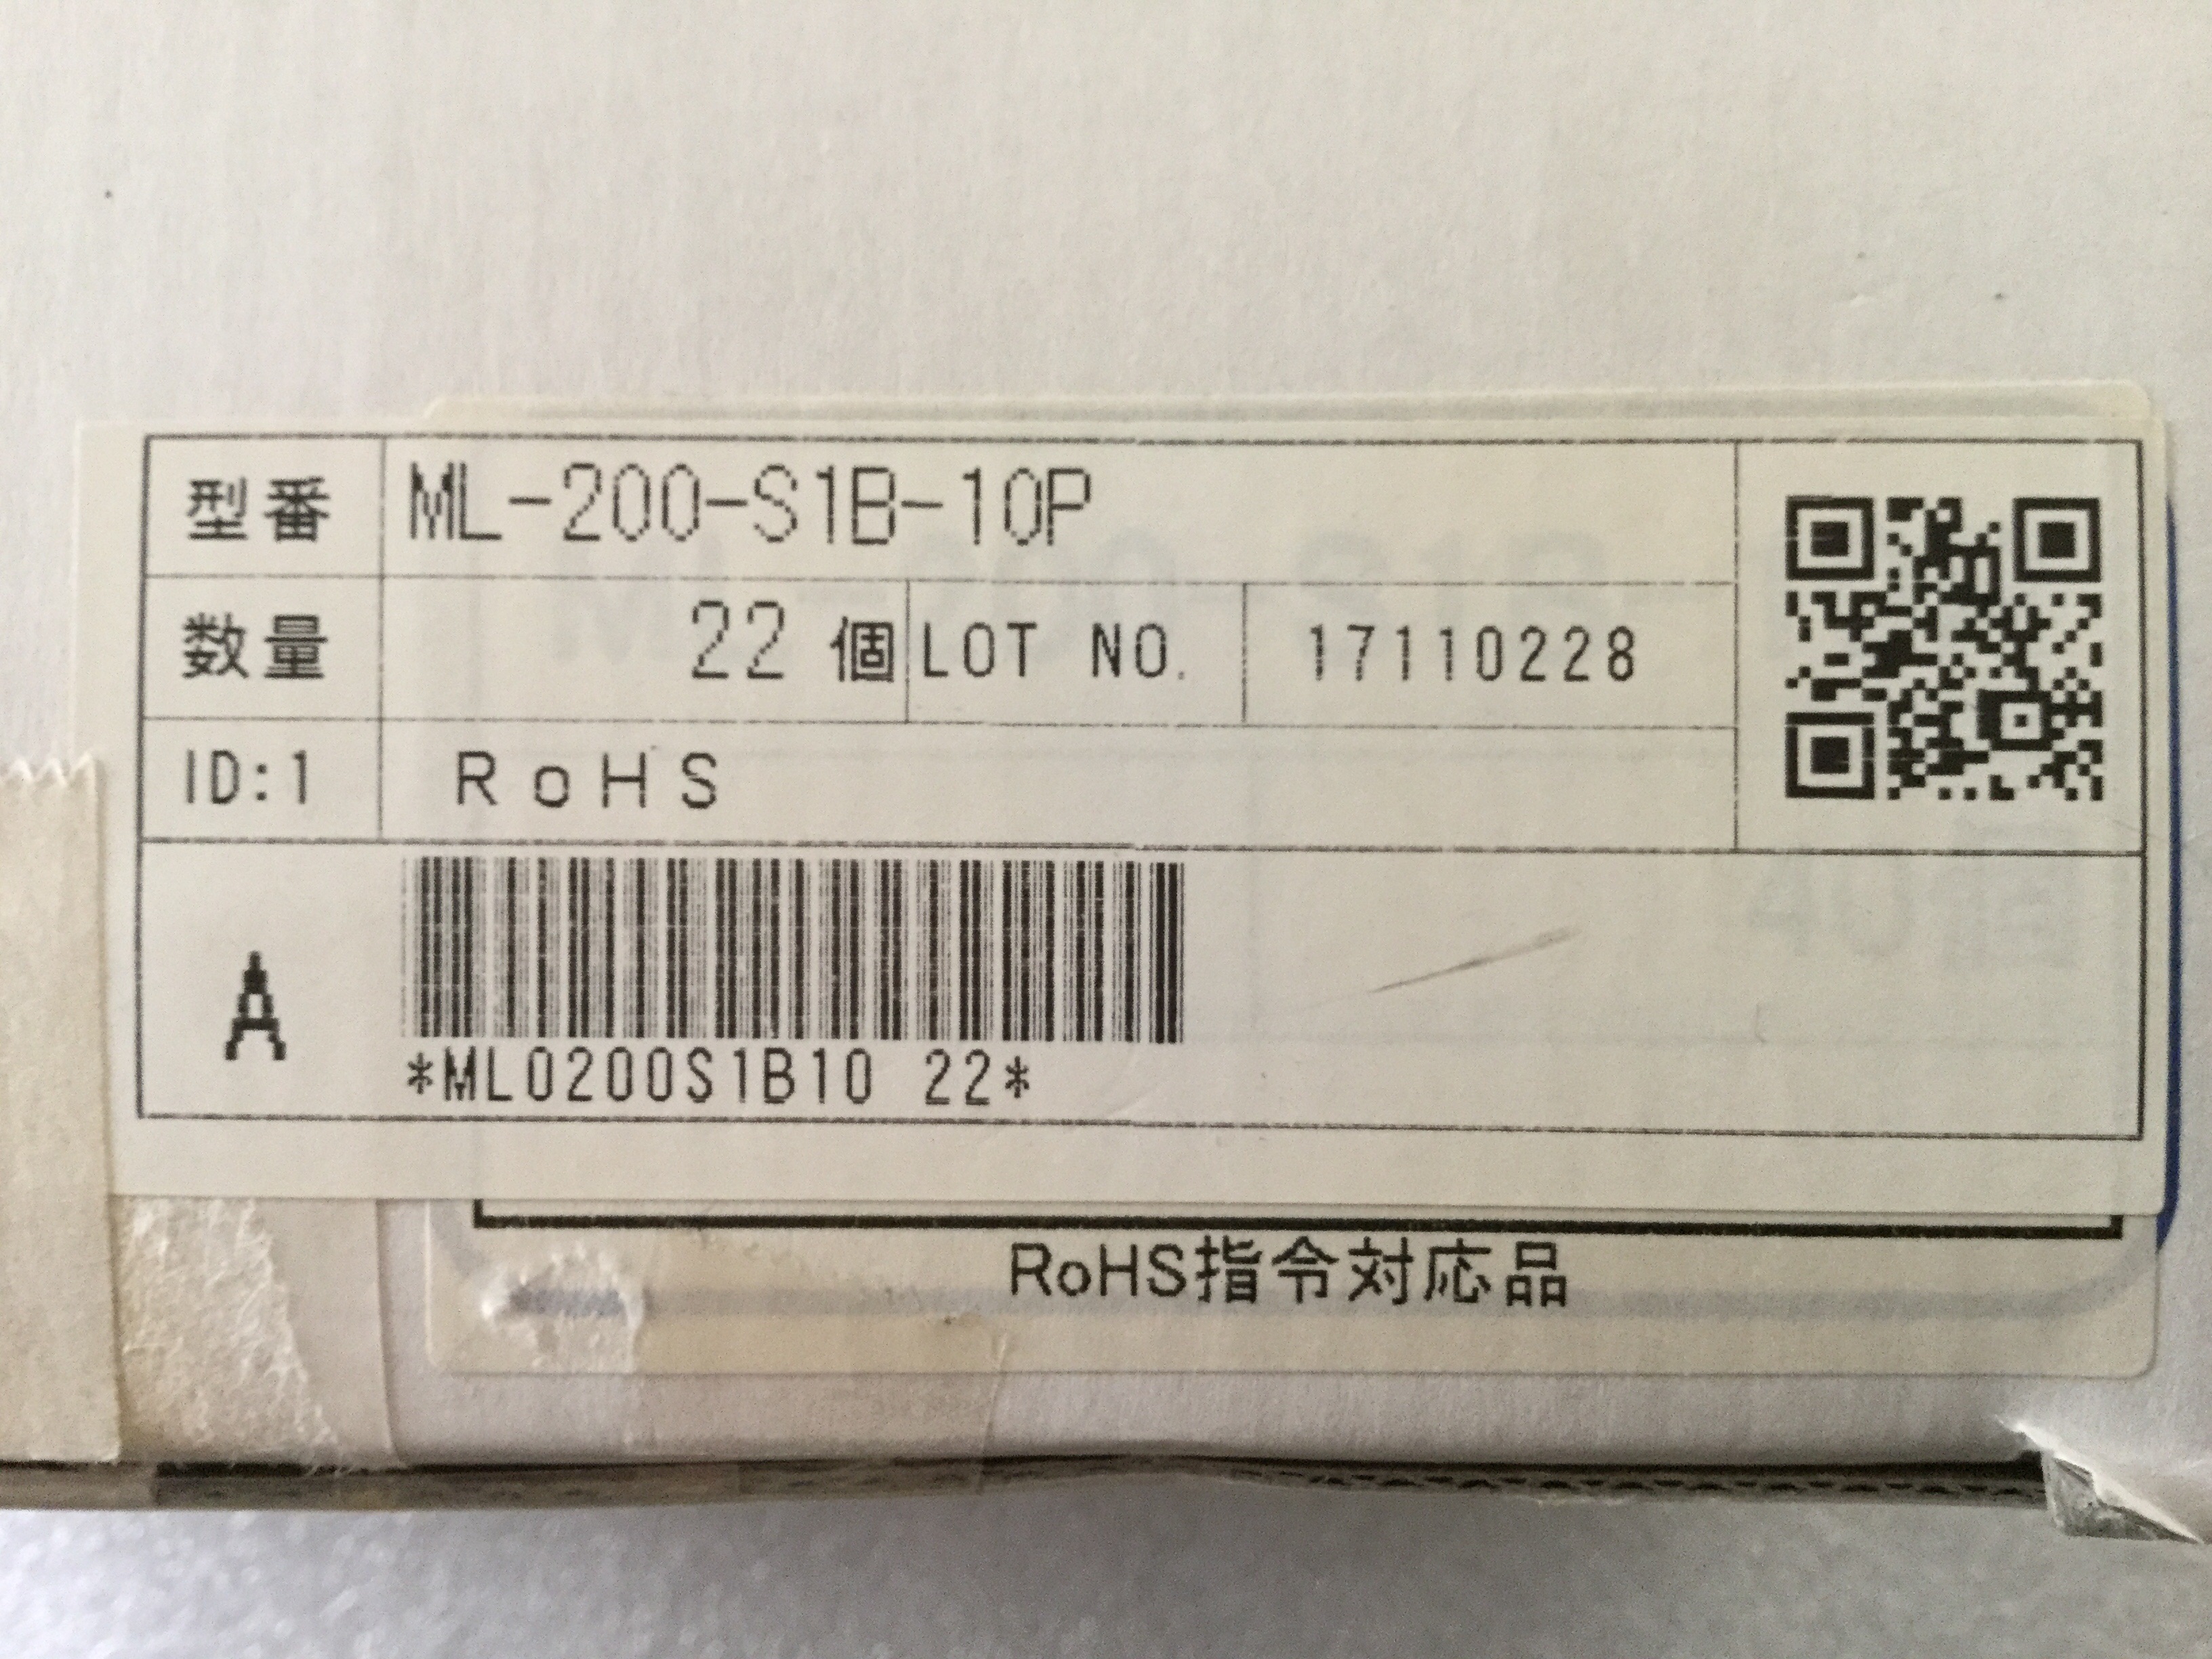 型番 ML-200-S1B-10P
数量 22 個 LOT NO. 17110228
ID:1 RoHS
A
*ML0200S1B10 22*
RoHS指令対応品